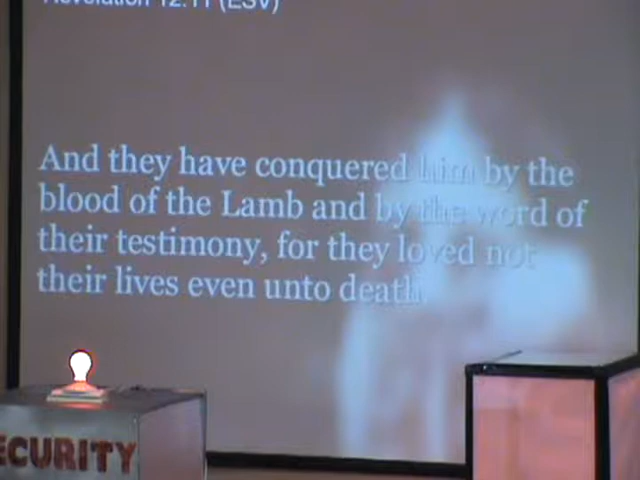 Revelation 12:11 (ESV)
And they have conquered him by the
blood of the Lamb and by the word of
their testimony, for they loved not
their lives even unto death.
ECURITY